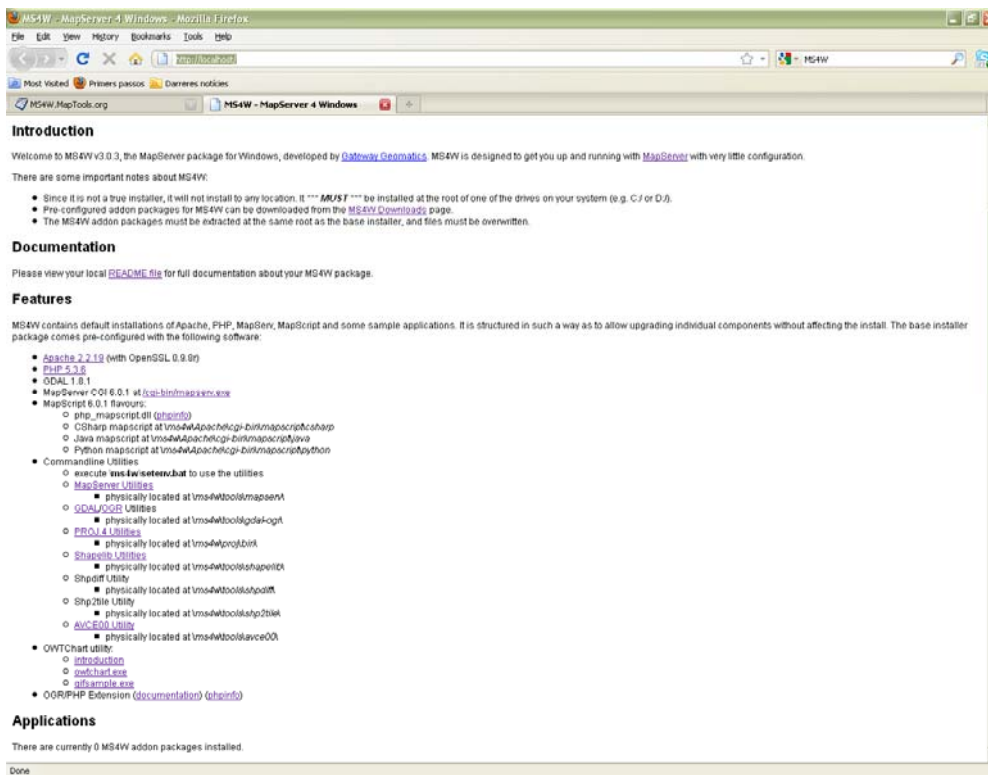 MS4W - MapServer 4 Windows - Mozilla Firefox
File Edit View History Bookmarks Tools Help
http://localhost/
MS4W
Most Visited Primers passos Darreres notícies
MS4W.MapTools.org
MS4W - MapServer 4 Windows
Introduction
Welcome to MS4W v3.0.3, the MapServer package for Windows, developed by Gateway Geomatics. MS4W is designed to get you up and running with MapServer with very little configuration.
There are some important notes about MS4W:
Since it is not a true installer, it will not install to any location. It *** MUST *** be installed at the root of one of the drives on your system (e.g. C:/ or D:/).
Pre-configured addon packages for MS4W can be downloaded from the MS4W Downloads page.
The MS4W addon packages must be extracted at the same root as the base installer, and files must be overwritten.
Documentation
Please view your local README file for full documentation about your MS4W package.
Features
MS4W contains default installations of Apache, PHP, MapServ, MapScript and some sample applications. It is structured in such a way as to allow upgrading individual components without affecting the install. The base installer
package comes pre-configured with the following software:
Apache 2.2.19 (with OpenSSL 0.9.8r)
PHP 5.3.6
GDAL 1.8.1
MapServer CGI 6.0.1 at /cgi-bin/mapserv.exe
MapScript 6.0.1 flavours:
php_mapscript.dll (phpinfo)
CSharp mapscript at \ms4w\Apache\cgi-bin\mapscript\csharp
Java mapscript at \ms4w\Apache\cgi-bin\mapscript\java
Python mapscript at \ms4w\Apache\cgi-bin\mapscript\python
Commandline Utilities
execute \ms4w\setenv.bat to use the utilities
MapServer Utilities
physically located at \ms4w\tools\mapserv\
GDAL/OGR Utilities
physically located at \ms4w\tools\gdal-ogr\
PROJ.4 Utilities
physically located at \ms4w\proj\bin\
Shapelib Utilities
physically located at \ms4w\tools\shapelib\
Shpdiff Utility
physically located at \ms4w\tools\shpdiff\
Shp2tile Utility
physically located at \ms4w\tools\shp2tile\
AVCE00 Utility
physically located at \ms4w\tools\avce00\
OWTChart utility:
introduction
owtchart.exe
gifsample.exe
OGR/PHP Extension (documentation) (phpinfo)
Applications
There are currently 0 MS4W addon packages installed.
Done